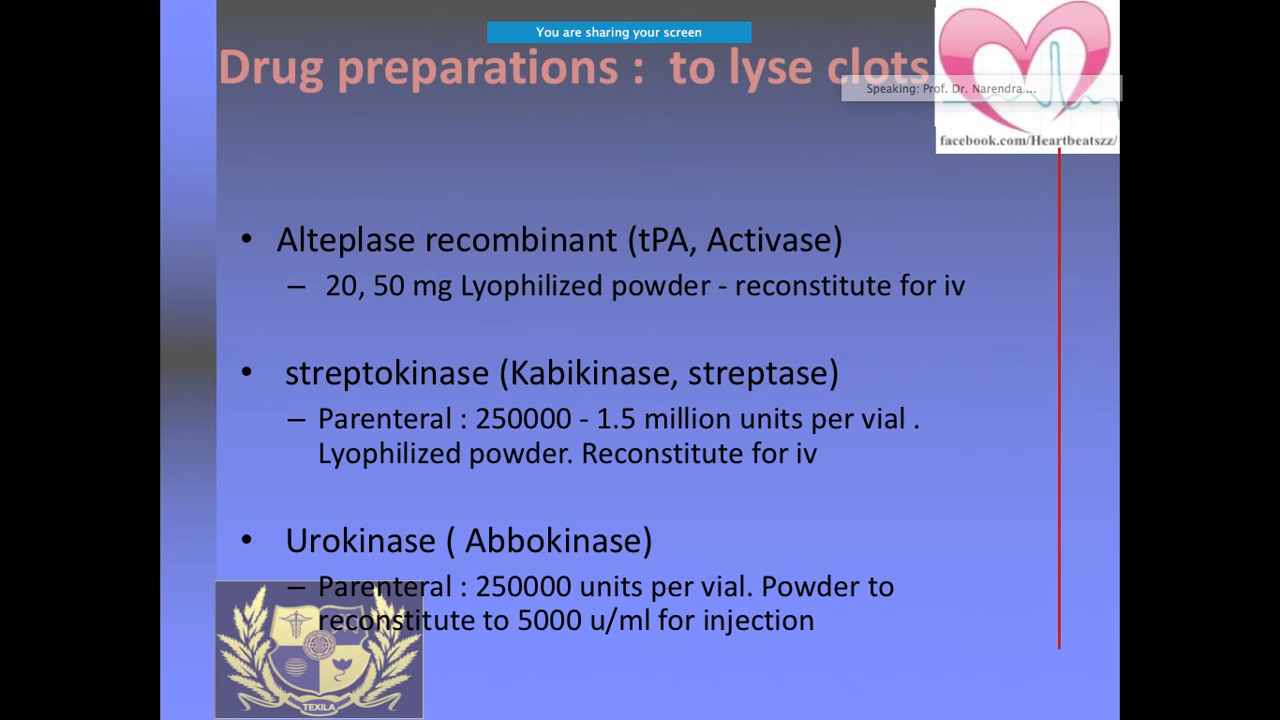 You are sharing your screen
Drug preparations : to lyse clots
Speaking: Prof. Dr. Narendra ...
facebook.com/Heartbeatszz/
• Alteplase recombinant (tPA, Activase)
– 20, 50 mg Lyophilized powder - reconstitute for iv
• streptokinase (Kabikinase, streptase)
– Parenteral : 250000 - 1.5 million units per vial .
Lyophilized powder. Reconstitute for iv
• Urokinase ( Abbokinase)
– Parenteral : 250000 units per vial. Powder to
reconstitute to 5000 u/ml for injection
TEXILA